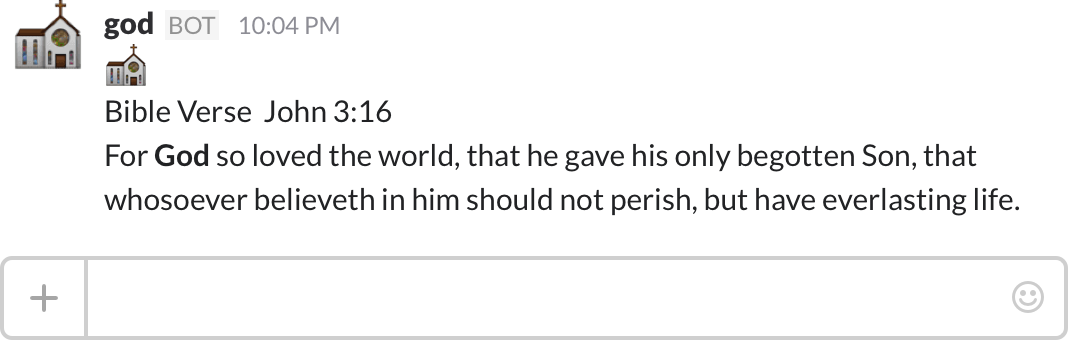 god BOT 10:04 PM
Bible Verse  John 3:16
For God so loved the world, that he gave his only begotten Son, that
whosoever believeth in him should not perish, but have everlasting life.